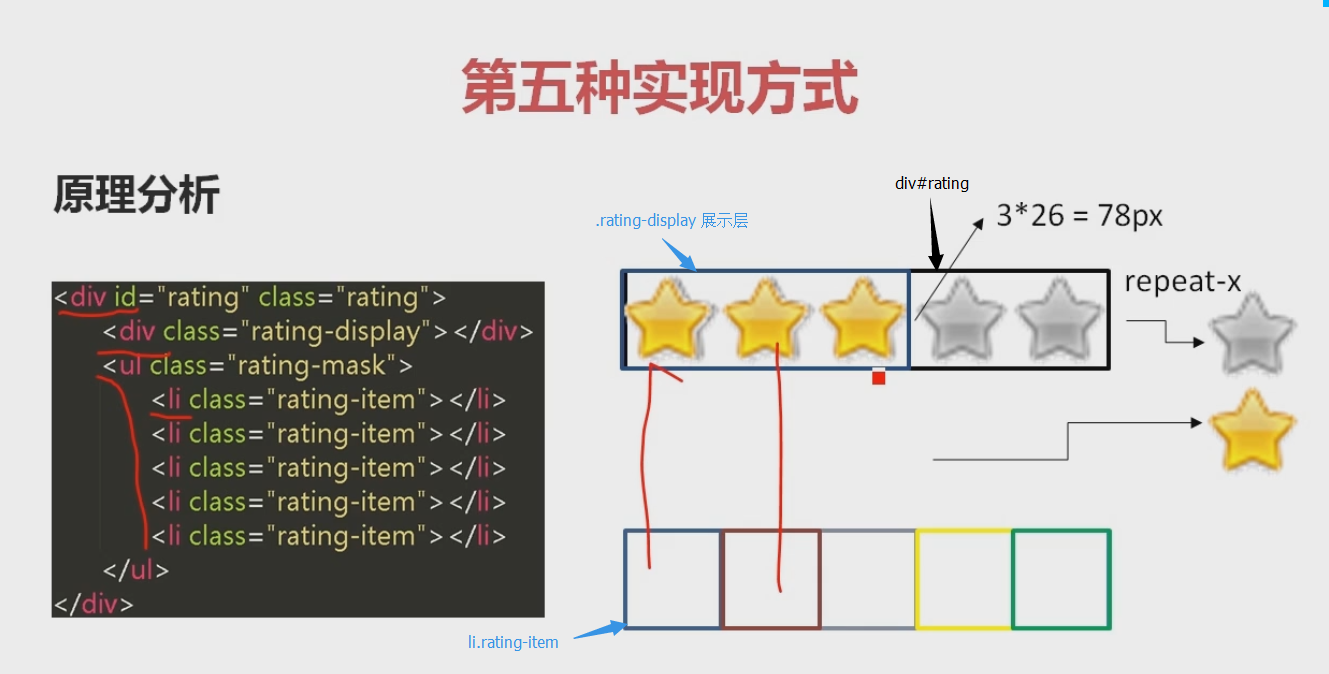 第五种实现方式
原理分析
<div id="rating" class="rating">
<div class="rating-display"></div>
<ul class="rating-mask">
<li class="rating-item"></li>
<li class="rating-item"></li>
<li class="rating-item"></li>
<li class="rating-item"></li>
<li class="rating-item"></li>
</ul>
</div>
.rating-display 展示层
div#rating
3*26 = 78px
repeat-x
li.rating-item